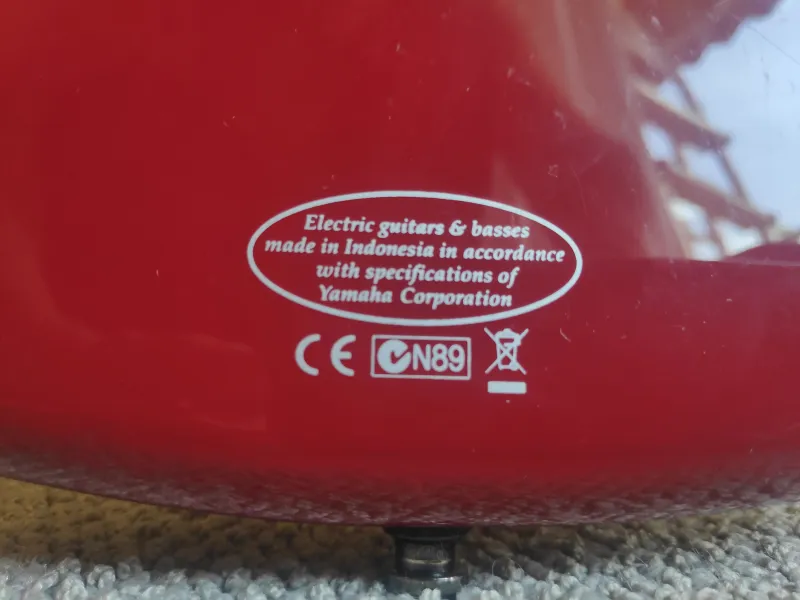 Electric guitars & basses
made in Indonesia in accordance
with specifications of
Yamaha Corporation
CE N89